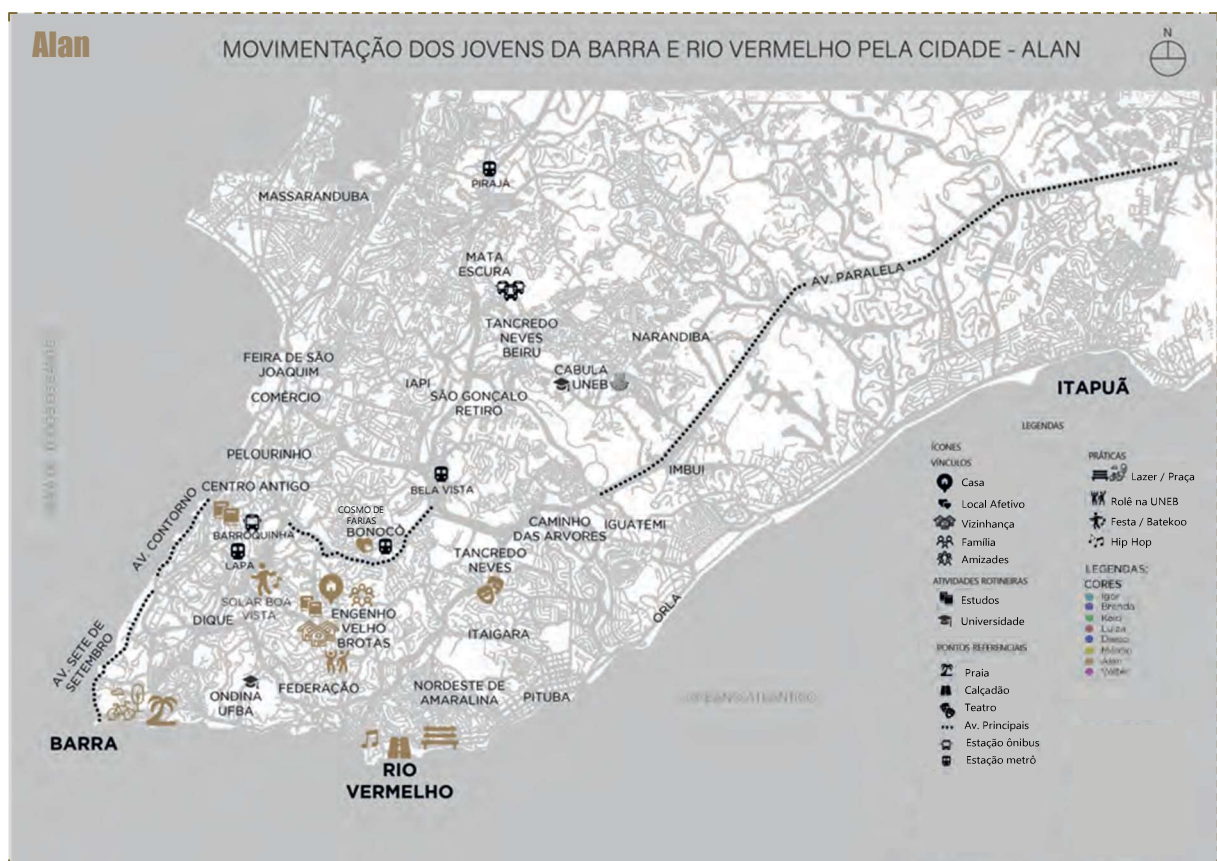 Alan
MOVIMENTAÇÃO DOS JOVENS DA BARRA E RIO VERMELHO PELA CIDADE - ALAN
N
PIRAJÁ
MASSARANDUBA
MATA
ESCURA
AV. PARALELA
TANCREDO
NEVES
BEIRU
NARANDIBA
FEIRA DE SÃO
JOAQUIM
COMÉRCIO
CABULA
UNEB
IAPI
SÃO GONÇALO
RETIRO
ITAPUÃ
PELOURINHO
IMBUI
CENTRO ANTIGO
BELA VISTA
AV. CONTORNO
BARROQUINHA
LAPA
COSMO DE
FARIAS
BONOCÔ
CAMINHO
DAS ARVORES
IGUATEMI
TANCREDO
NEVES
SOLAR BOA
VISTA
DIQUE
ENGENHO
VELHO
BROTAS
ITAIGARA
ORLA
AV. SETE DE
SETEMBRO
ONDINA
UFBA
FEDERAÇÃO
NORDESTE DE
AMARALINA
PITUBA
BARRA
RIO
VERMELHO
LEGENDAS
ÍCONES
VÍNCULOS
Casa
Local Afetivo
Vizinhança
Família
Amizades
ATIVIDADES ROTINEIRAS
Estudos
Universidade
PONTOS REFERENCIAIS
Praia
Calçadão
Teatro
Av. Principais
Estação ônibus
Estação metrô
PRÁTICAS
Lazer / Praça
Rolê na UNEB
Festa / Batekoo
Hip Hop
LEGENDAS:
CORES
Igor
Brenda
Luiza
Alan